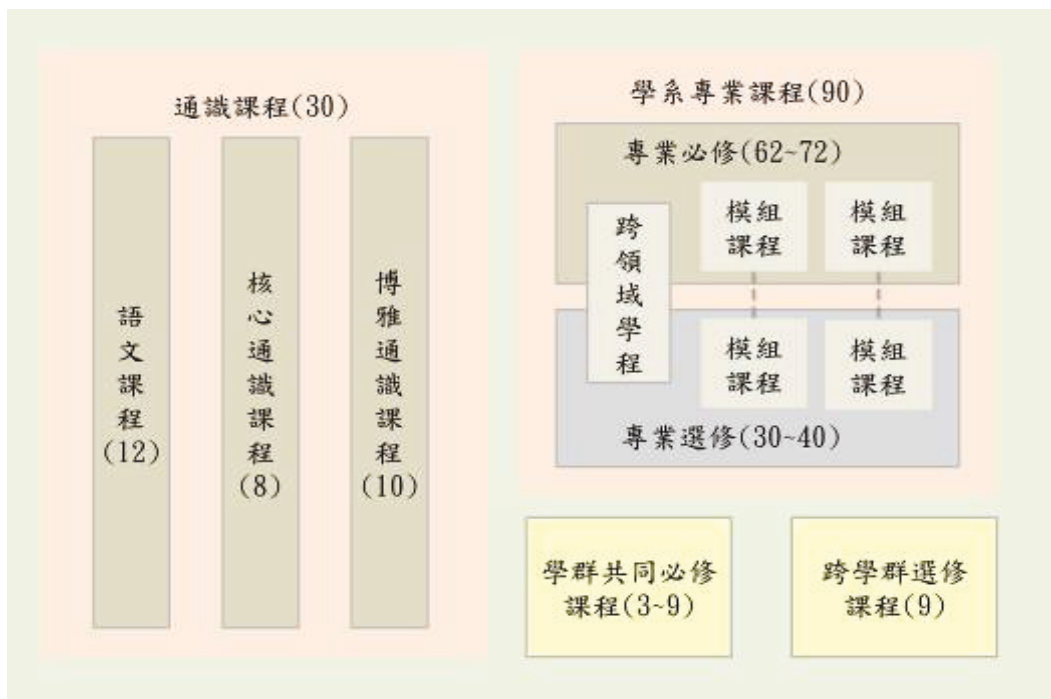 通識課程(30)
語文課程(12)
核心通識課程(8)
博雅通識課程(10)
學系專業課程(90)
專業必修(62~72)
跨領域學程
模組
課程
模組
課程
模組
課程
模組
課程
專業選修(30~40)
學群共同必修
課程(3~9)
跨學群選修
課程(9)